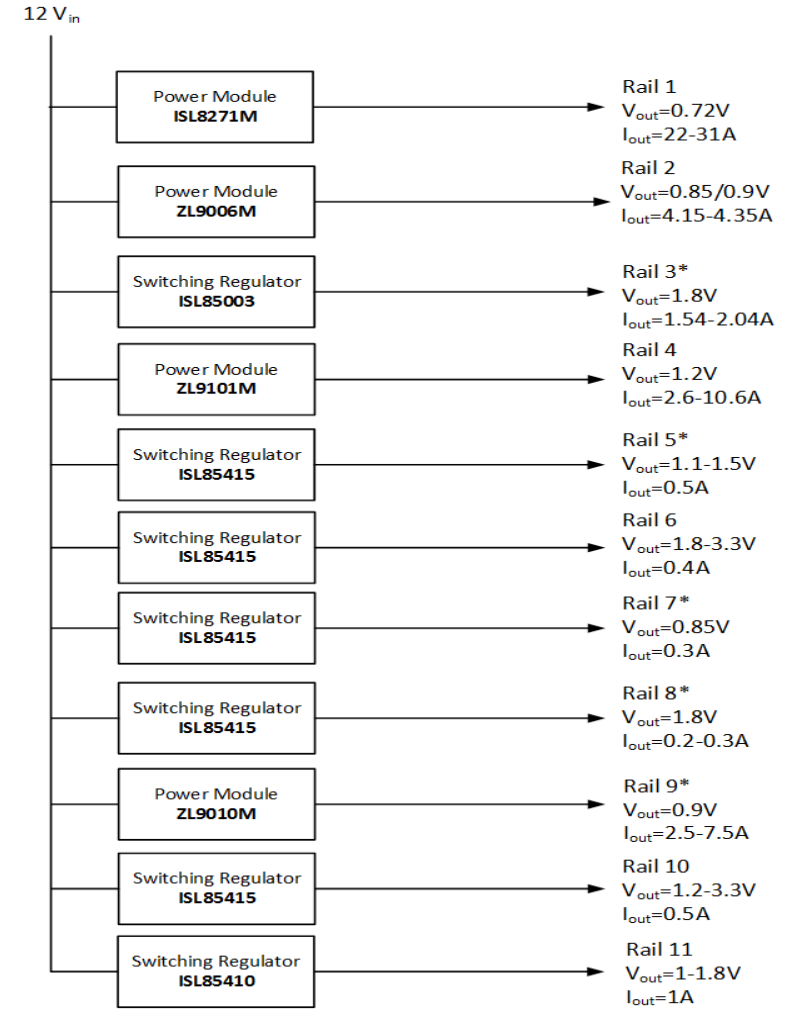 12 Vin
Power Module
ISL8271M
Rail 1
Vout=0.72V
Iout=22-31A
Power Module
ZL9006M
Rail 2
Vout=0.85/0.9V
Iout=4.15-4.35A
Switching Regulator
ISL85003
Rail 3*
Vout=1.8V
Iout=1.54-2.04A
Power Module
ZL9101M
Rail 4
Vout=1.2V
Iout=2.6-10.6A
Switching Regulator
ISL85415
Rail 5*
Vout=1.1-1.5V
Iout=0.5A
Switching Regulator
ISL85415
Rail 6
Vout=1.8-3.3V
Iout=0.4A
Switching Regulator
ISL85415
Rail 7*
Vout=0.85V
Iout=0.3A
Switching Regulator
ISL85415
Rail 8*
Vout=1.8V
Iout=0.2-0.3A
Power Module
ZL9010M
Rail 9*
Vout=0.9V
Iout=2.5-7.5A
Switching Regulator
ISL85415
Rail 10
Vout=1.2-3.3V
Iout=0.5A
Switching Regulator
ISL85410
Rail 11
Vout=1-1.8V
Iout=1A